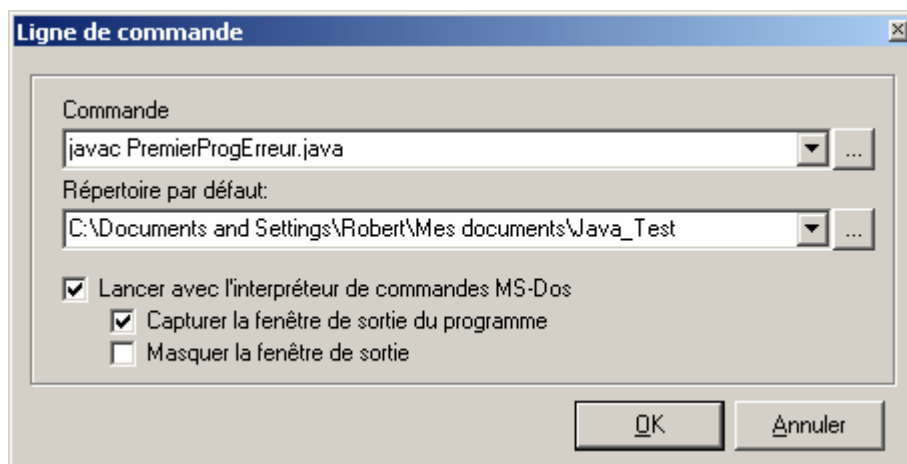 Ligne de commande
Commande
javac PremierProgErreur.java
...
Répertoire par défaut:
C:\Documents and Settings\Robert\Mes documents\Java_Test
...
Lancer avec l'interpréteur de commandes MS-Dos
Capturer la fenêtre de sortie du programme
Masquer la fenêtre de sortie
OK Annuler